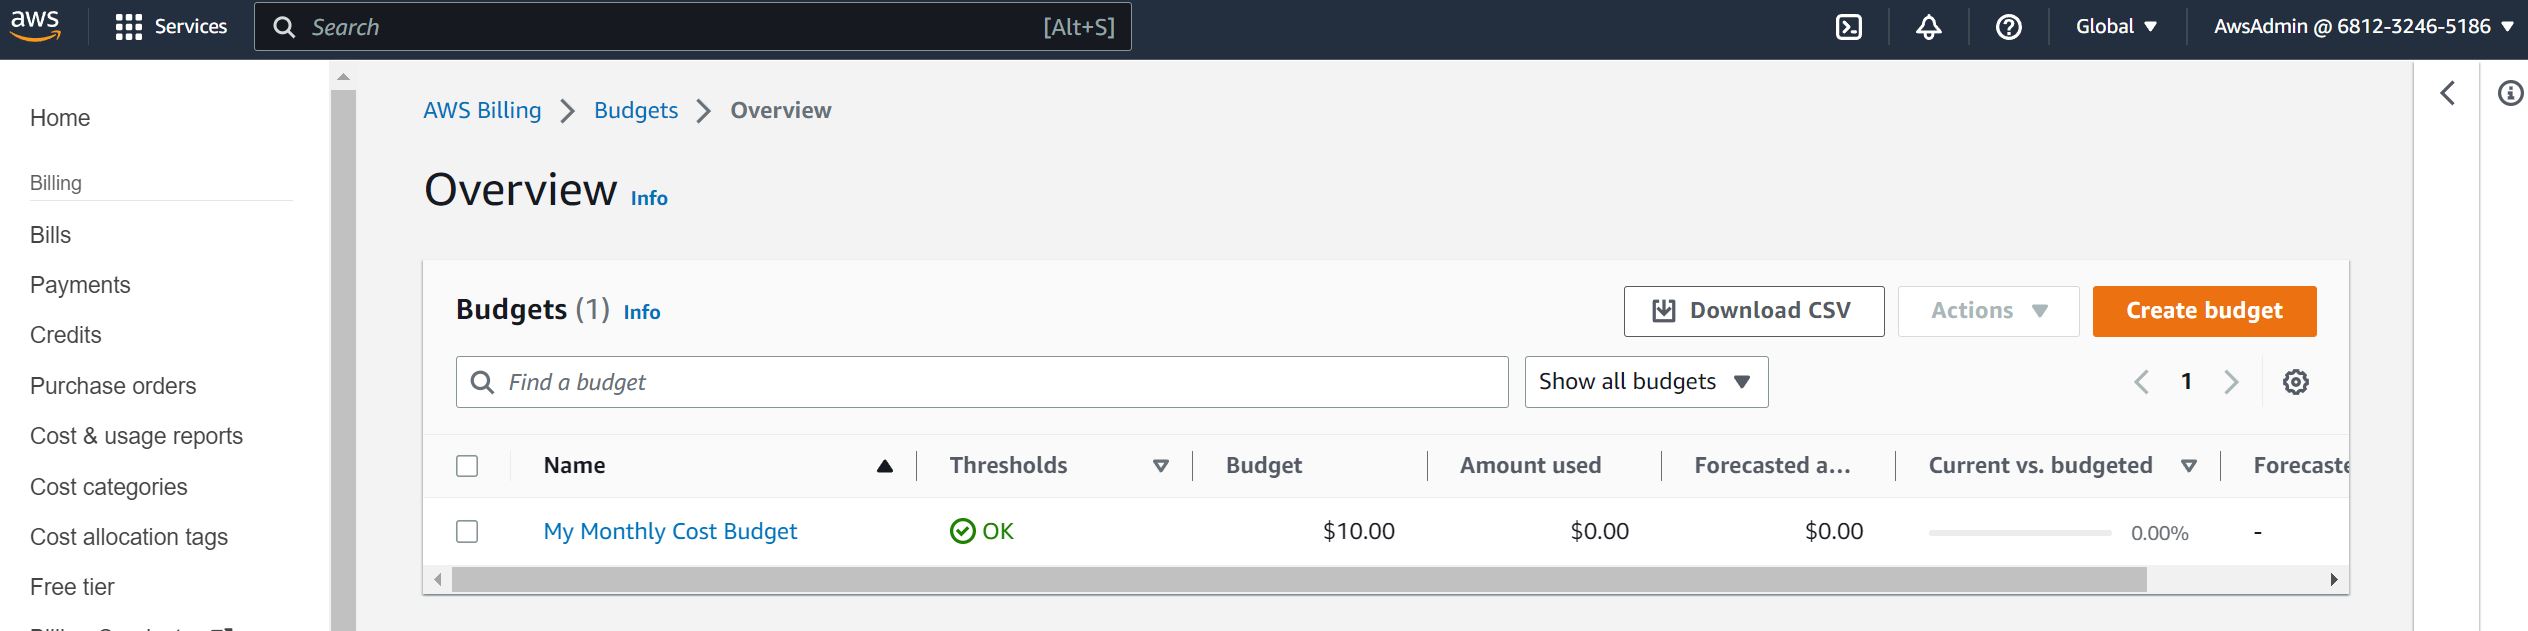 aws Services Search [Alt+S] Global AwsAdmin @ 6812-3246-5186
Home
Billing
Bills
Payments
Credits
Purchase orders
Cost & usage reports
Cost categories
Cost allocation tags
Free tier
AWS Billing Budgets Overview
Overview Info
Budgets (1) Info Download CSV Actions Create budget
Find a budget Show all budgets 1
Name Thresholds Budget Amount used Forecasted a... Current vs. budgeted
My Monthly Cost Budget OK $10.00 $0.00 $0.00 0.00% -